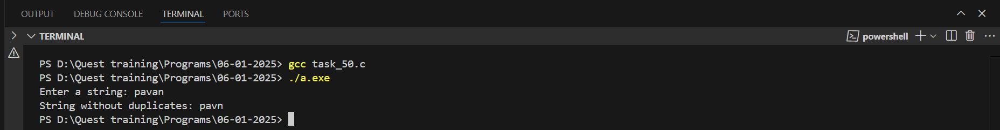 OUTPUT DEBUG CONSOLE TERMINAL PORTS
TERMINAL powershell
PS D:\Quest training\Programs\06-01-2025> gcc task_50.c
PS D:\Quest training\Programs\06-01-2025> ./a.exe
Enter a string: pavan
String without duplicates: pavn
PS D:\Quest training\Programs\06-01-2025>